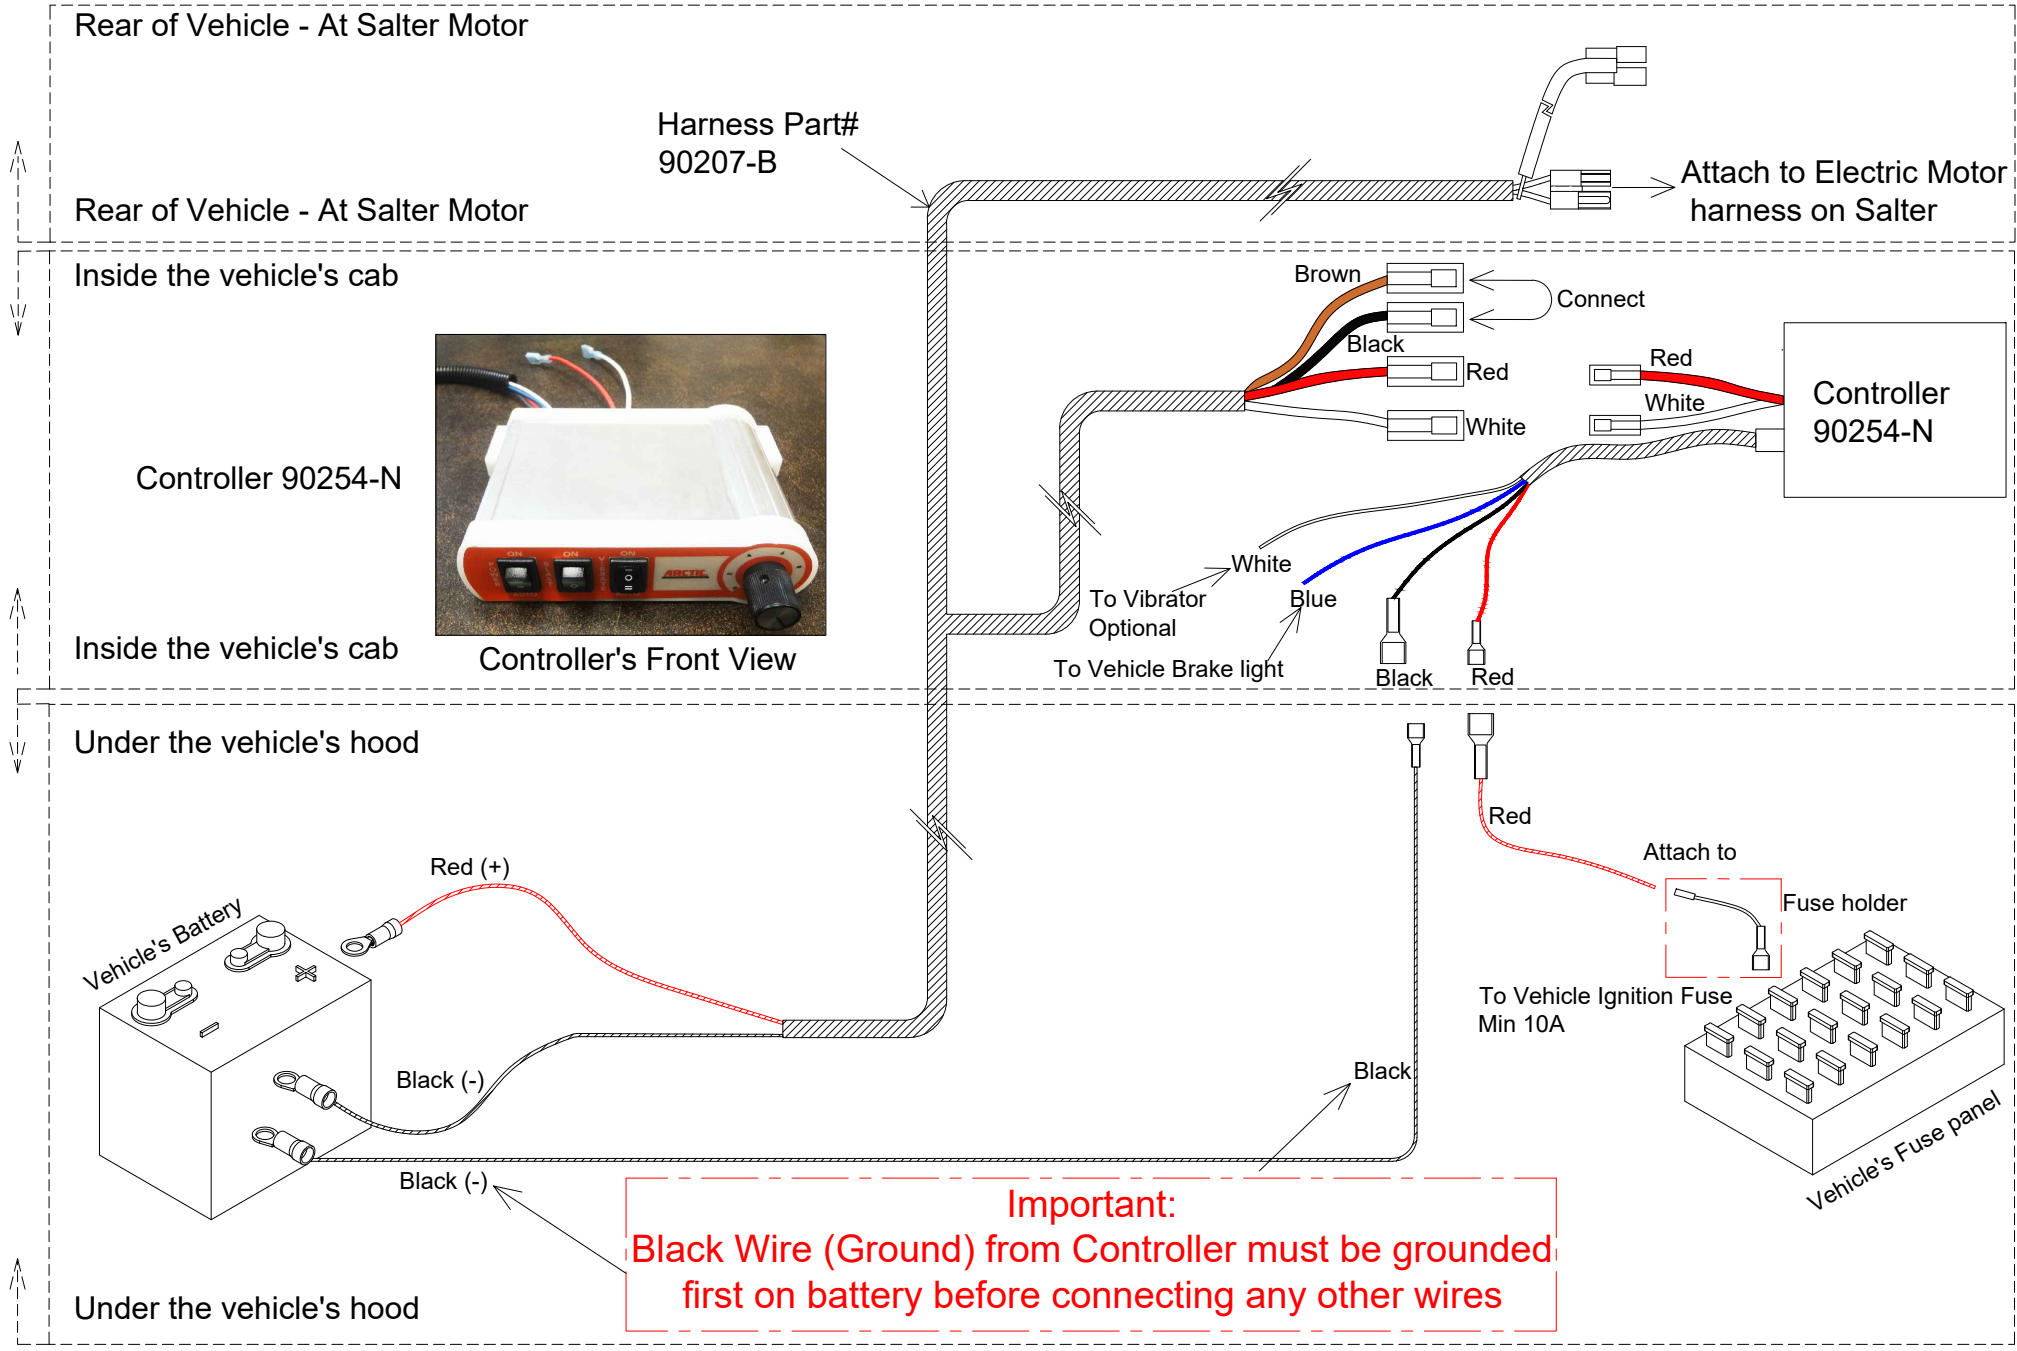 Rear of Vehicle - At Salter Motor
Harness Part#
90207-B
Attach to Electric Motor
harness on Salter
Rear of Vehicle - At Salter Motor
Inside the vehicle's cab
Brown
Connect
Black
Red
White
Red
White
Controller
90254-N
Controller 90254-N
ON
ON
ON
AUTO
ARCTIC
Controller's Front View
White
To Vibrator
Optional
Blue
To Vehicle Brake light
Black
Red
Inside the vehicle's cab
Under the vehicle's hood
Red
Attach to
Fuse holder
To Vehicle Ignition Fuse
Min 10A
Vehicle's Fuse panel
Red (+)
Vehicle's Battery
Black (-)
Black
Black (-)
Important:
Black Wire (Ground) from Controller must be grounded
first on battery before connecting any other wires
Under the vehicle's hood